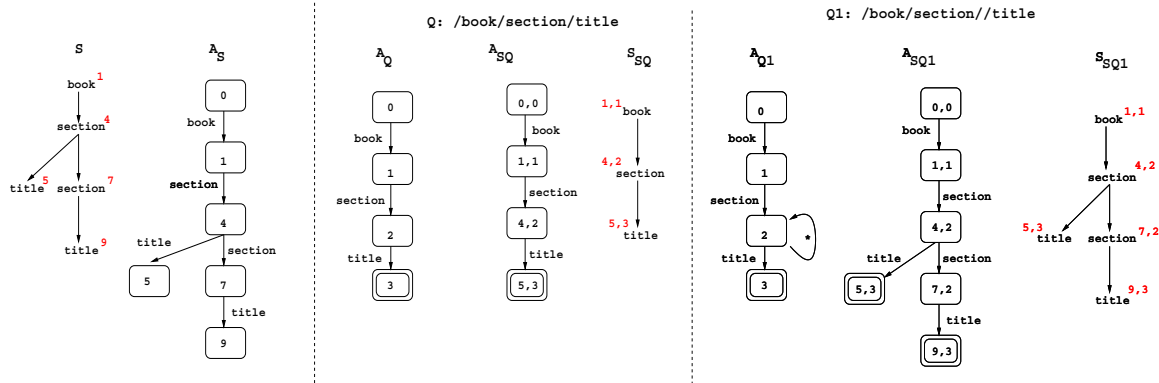 Q: /book/section/title
Q1: /book/section//title
S
A_S
A_Q
A_SQ
S_SQ
A_Q1
A_SQ1
S_SQ1
book 1
section 4
title 5
section 7
title 9
0
book
1
section
4
title
section
5
7
title
9
0
book
1
section
2
title
3
0,0
book
1,1
section
4,2
title
5,3
1,1 book
4,2
section
5,3
title
0
book
1
section
2
*
title
3
0,0
book
1,1
section
4,2
title
section
5,3
7,2
title
9,3
book 1,1
4,2
section
5,3
title
7,2
section
9,3
title